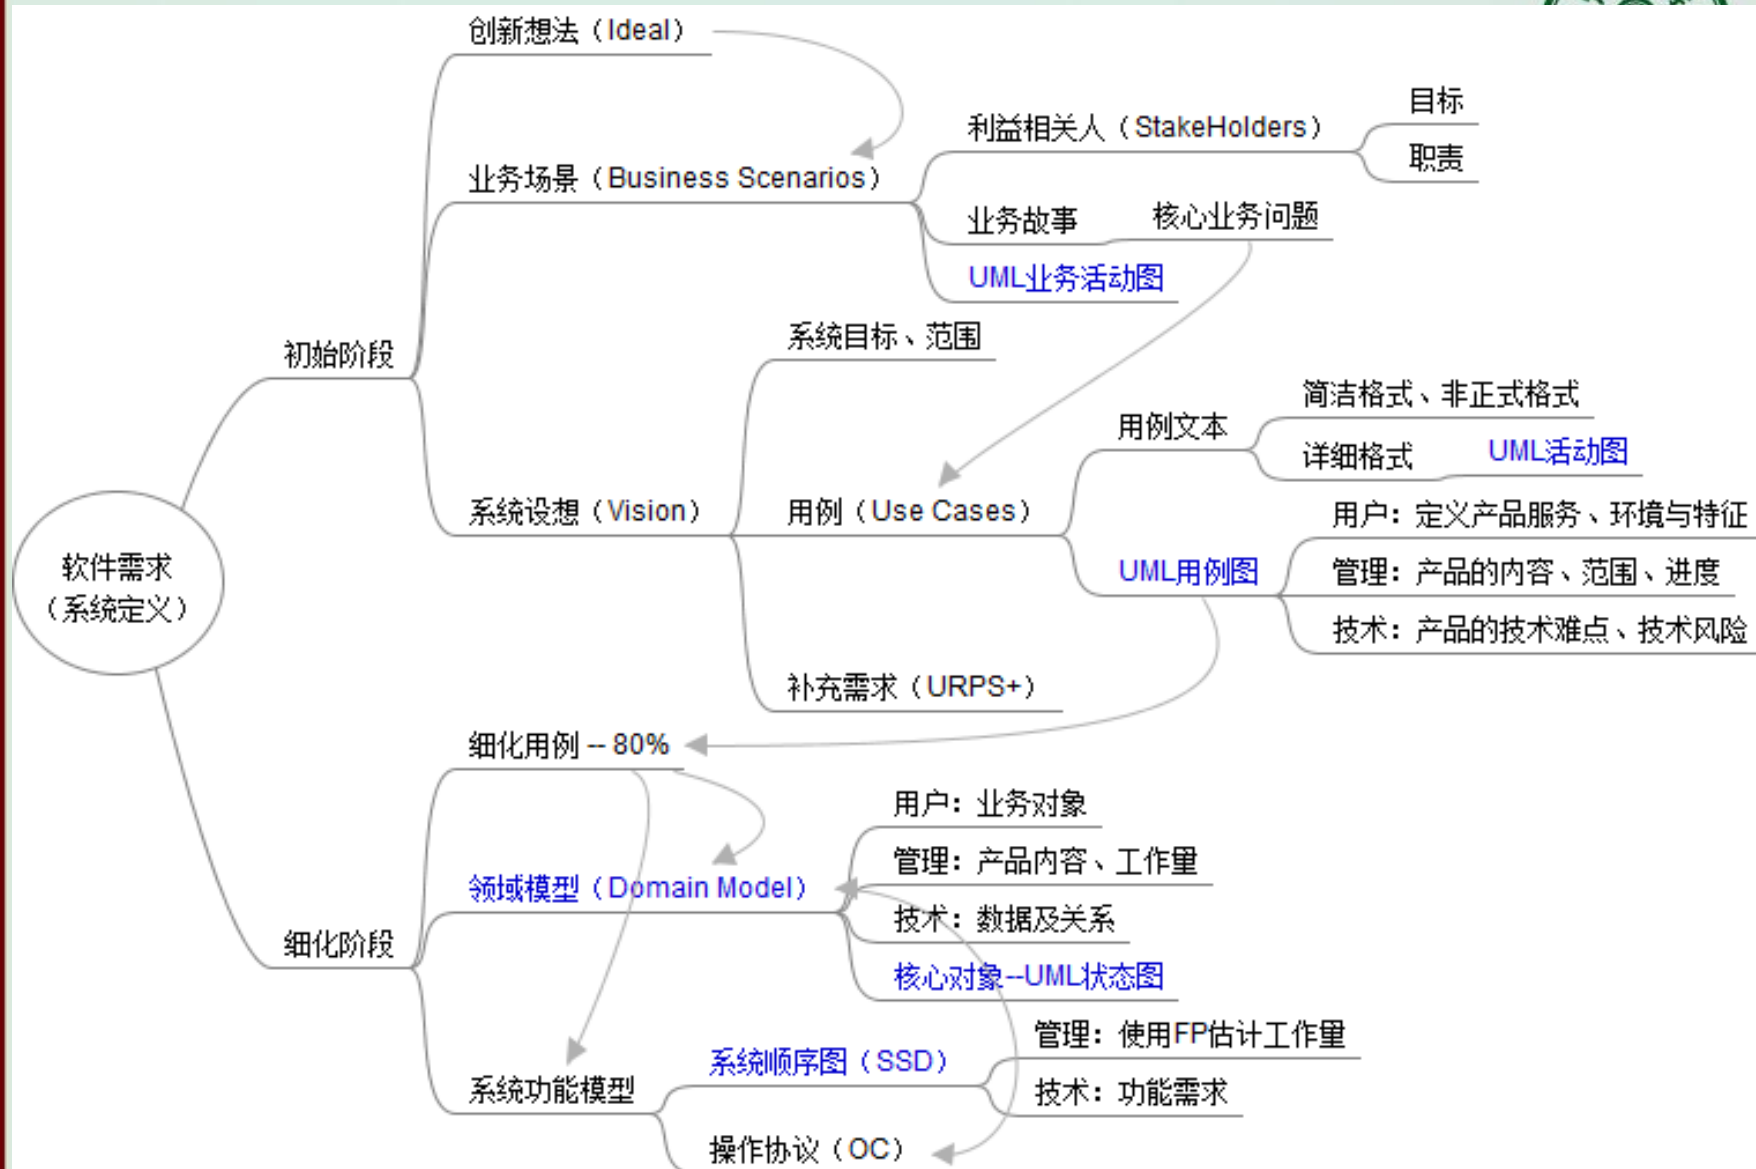 创新想法（Ideal）
业务场景（Business Scenarios）
利益相关人（StakeHolders）
目标
职责
业务故事
核心业务问题
UML业务活动图
初始阶段
系统设想（Vision）
系统目标、范围
用例（Use Cases）
用例文本
简洁格式、非正式格式
详细格式
UML活动图
UML用例图
用户：定义产品服务、环境与特征
管理：产品的内容、范围、进度
技术：产品的技术难点、技术风险
补充需求（URPS+）
软件需求
（系统定义）
细化阶段
细化用例 -- 80%
领域模型（Domain Model）
用户：业务对象
管理：产品内容、工作量
技术：数据及关系
核心对象--UML状态图
系统功能模型
系统顺序图（SSD）
管理：使用FP估计工作量
技术：功能需求
操作协议（OC）